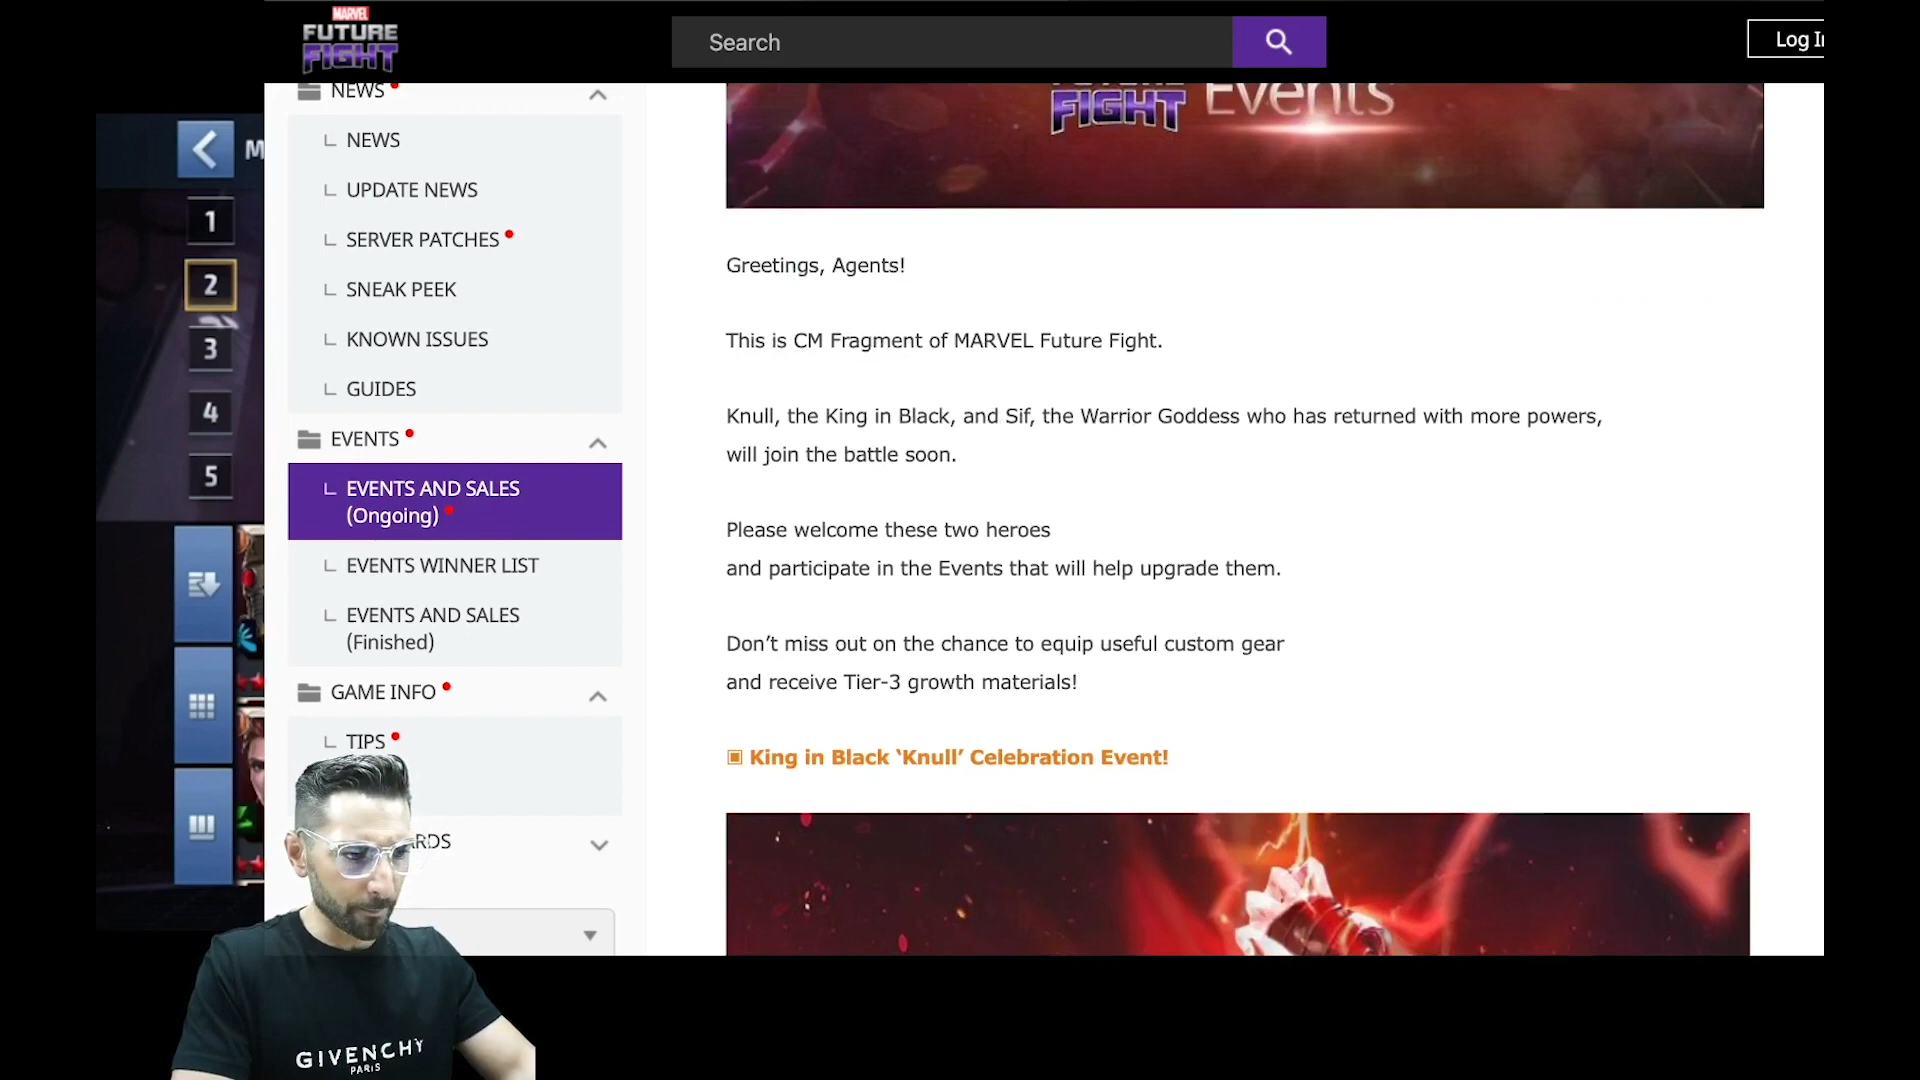 MARVEL
FUTURE
FIGHT
Search
NEWS
NEWS
UPDATE NEWS
SERVER PATCHES
SNEAK PEEK
KNOWN ISSUES
GUIDES
EVENTS
EVENTS AND SALES
(Ongoing)
EVENTS WINNER LIST
EVENTS AND SALES
(Finished)
GAME INFO
TIPS
M
1
2
3
4
5
FIGHT Events
Greetings, Agents!
This is CM Fragment of MARVEL Future Fight.
Knull, the King in Black, and Sif, the Warrior Goddess who has returned with more powers,
will join the battle soon.
Please welcome these two heroes
and participate in the Events that will help upgrade them.
Don’t miss out on the chance to equip useful custom gear
and receive Tier-3 growth materials!
▣ King in Black ‘Knull’ Celebration Event!
GIVENCHY
PARIS